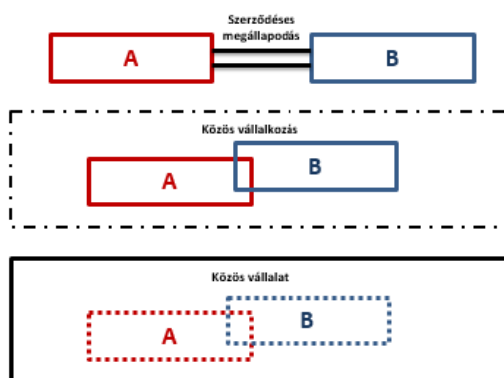 Szerződéses
megállapodás
A B
Közös vállalkozás
A B
Közös vállalat
A B